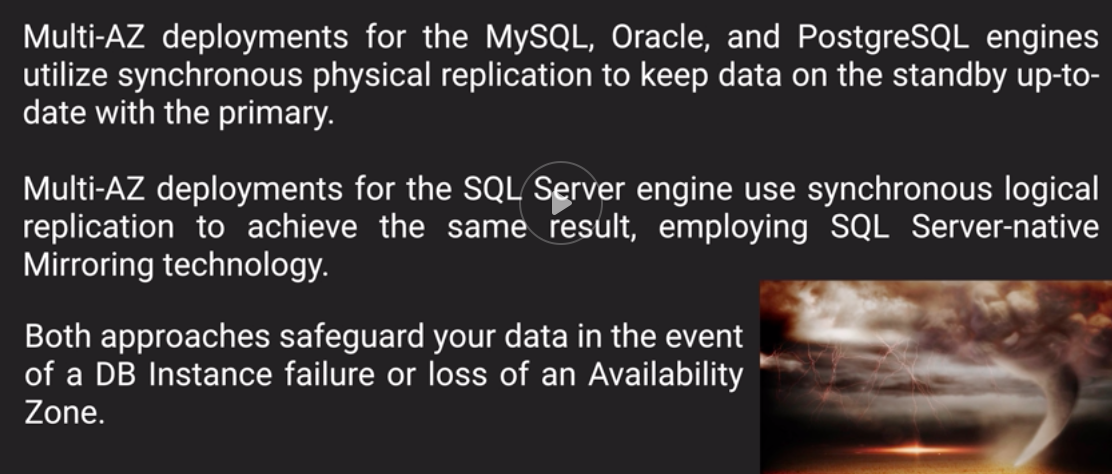 Multi-AZ deployments for the MySQL, Oracle, and PostgreSQL engines
utilize synchronous physical replication to keep data on the standby up-to-
date with the primary.
Multi-AZ deployments for the SQL Server engine use synchronous logical
replication to achieve the same result, employing SQL Server-native
Mirroring technology.
Both approaches safeguard your data in the event
of a DB Instance failure or loss of an Availability
Zone.